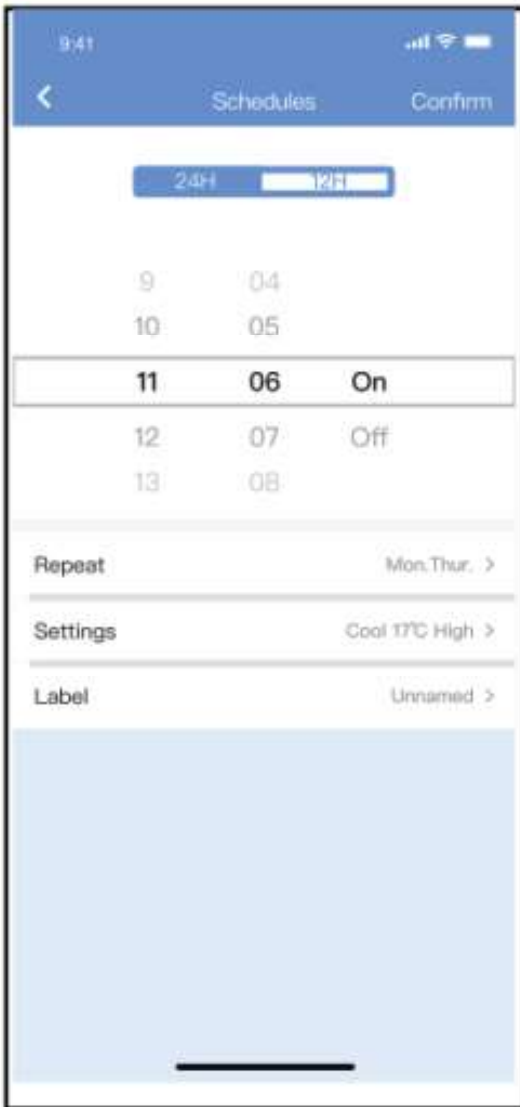 9:41
Schedules Confirm
24H 12H
9 04
10 05
11 06 On
12 07 Off
13 08
Repeat Mon.Thur. >
Settings Cool 17℃ High >
Label Unnamed >